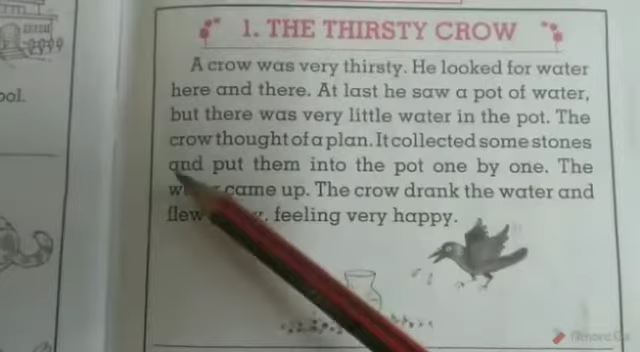 ool.
1. THE THIRSTY CROW
A crow was very thirsty. He looked for water
here and there. At last he saw a pot of water,
but there was very little water in the pot. The
crow thought of a plan. It collected some stones
and put them into the pot one by one. The
came up. The crow drank the water and
flew feeling very happy.